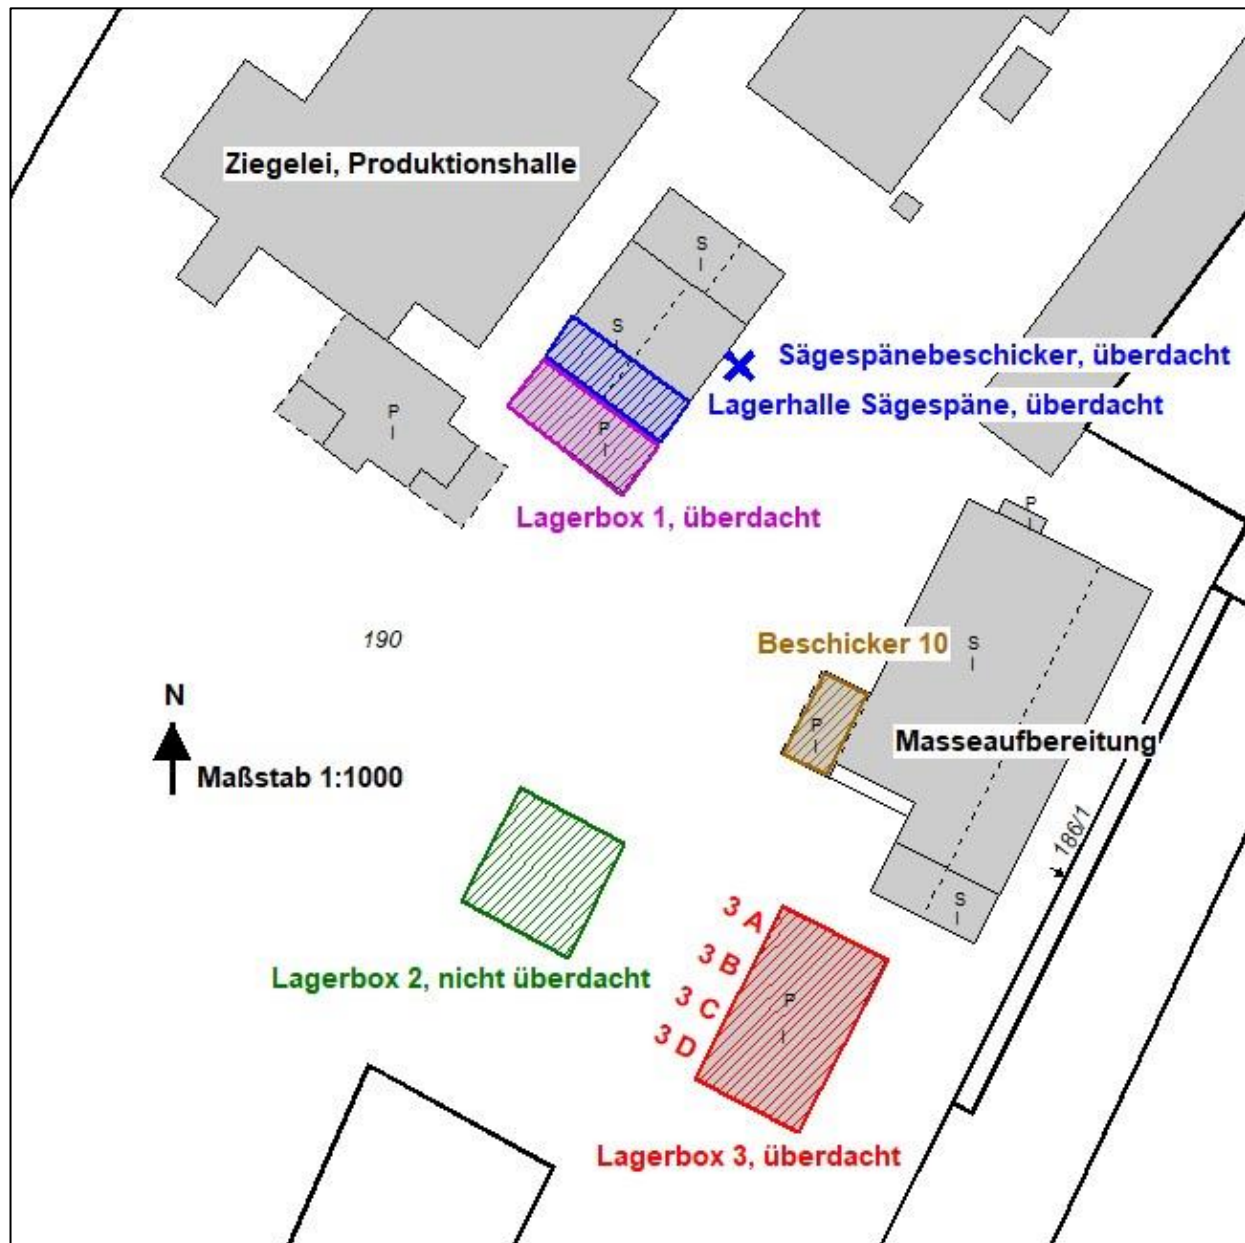 Ziegelei, Produktionshalle
S
I
S
Sägespänebeschicker, überdacht
Lagerhalle Sägespäne, überdacht
P
I
P
I
Lagerbox 1, überdacht
P
I
190
Beschicker 10
S
I
N
P
I
Masseaufbereitung
Maßstab 1:1000
186/1
3 A
S
I
3 B
Lagerbox 2, nicht überdacht
3 C
P
I
3 D
Lagerbox 3, überdacht